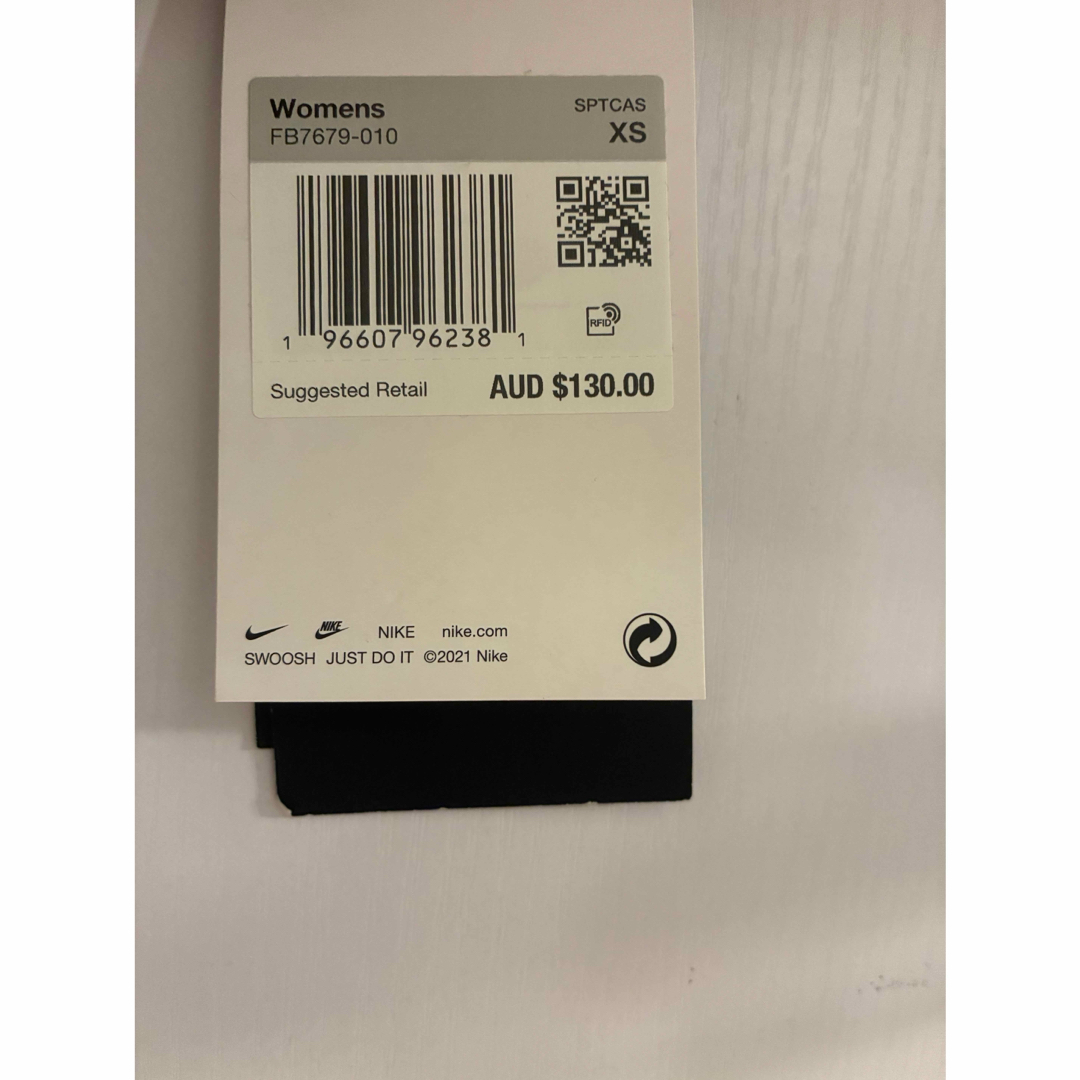 Womens SPTCAS
FB7679-010 XS
RFID
1 96607 96238 1
Suggested Retail AUD $130.00
NIKE NIKE nike.com
SWOOSH JUST DO IT ©2021 Nike